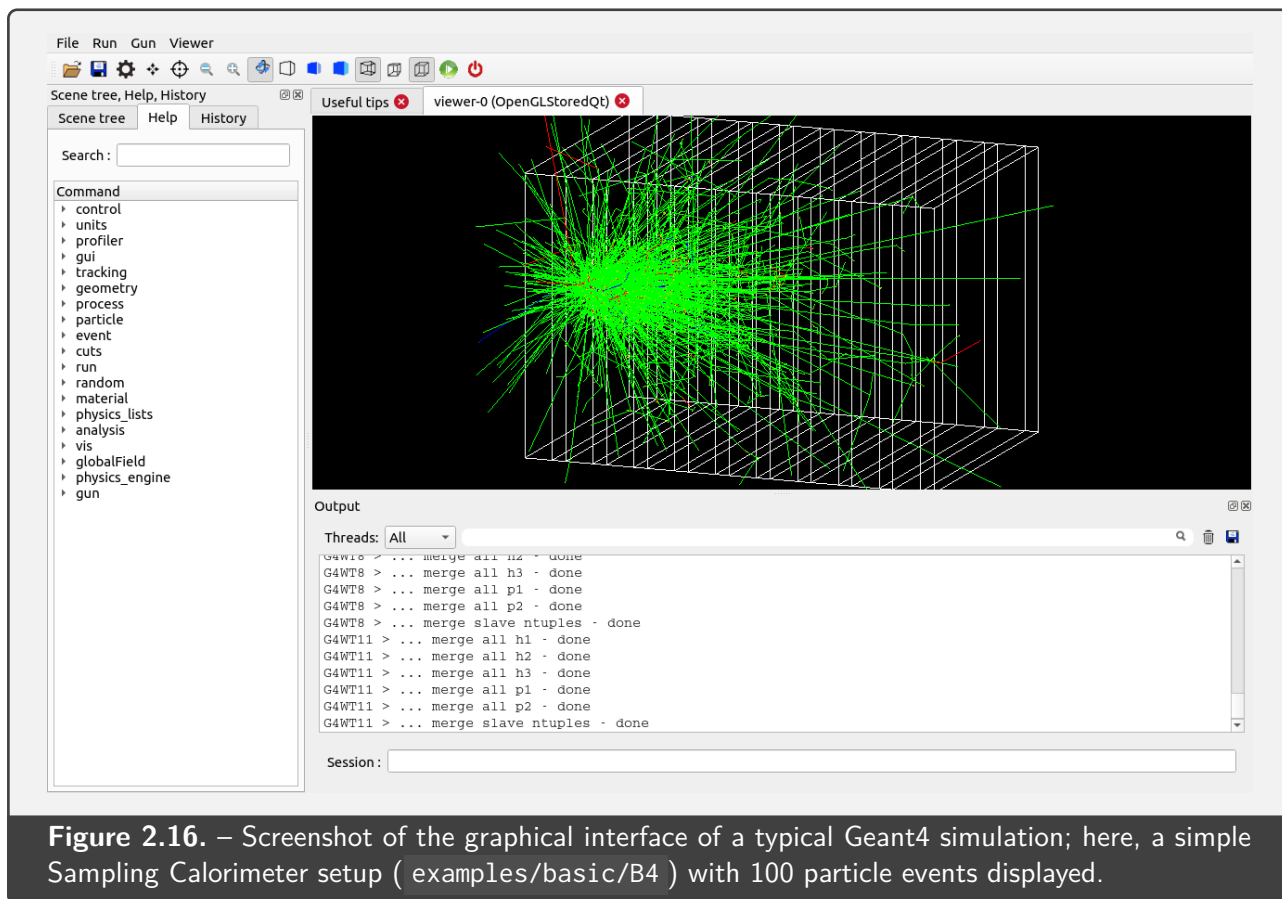 File Run Gun Viewer
Scene tree, Help, History
Scene tree Help History
Search :
Command
control
units
profiler
gui
tracking
geometry
process
particle
event
cuts
run
random
material
physics_lists
analysis
vis
globalField
physics_engine
gun
Useful tips viewer-0 (OpenGLStoredQt)
Output
Threads: All
G4WT8 > ... merge all h2 - done
G4WT8 > ... merge all h3 - done
G4WT8 > ... merge all p1 - done
G4WT8 > ... merge all p2 - done
G4WT8 > ... merge slave ntuples - done
G4WT11 > ... merge all h1 - done
G4WT11 > ... merge all h2 - done
G4WT11 > ... merge all h3 - done
G4WT11 > ... merge all p1 - done
G4WT11 > ... merge all p2 - done
G4WT11 > ... merge slave ntuples - done
Session :
Figure 2.16. – Screenshot of the graphical interface of a typical Geant4 simulation; here, a simple
Sampling Calorimeter setup ( examples/basic/B4 ) with 100 particle events displayed.